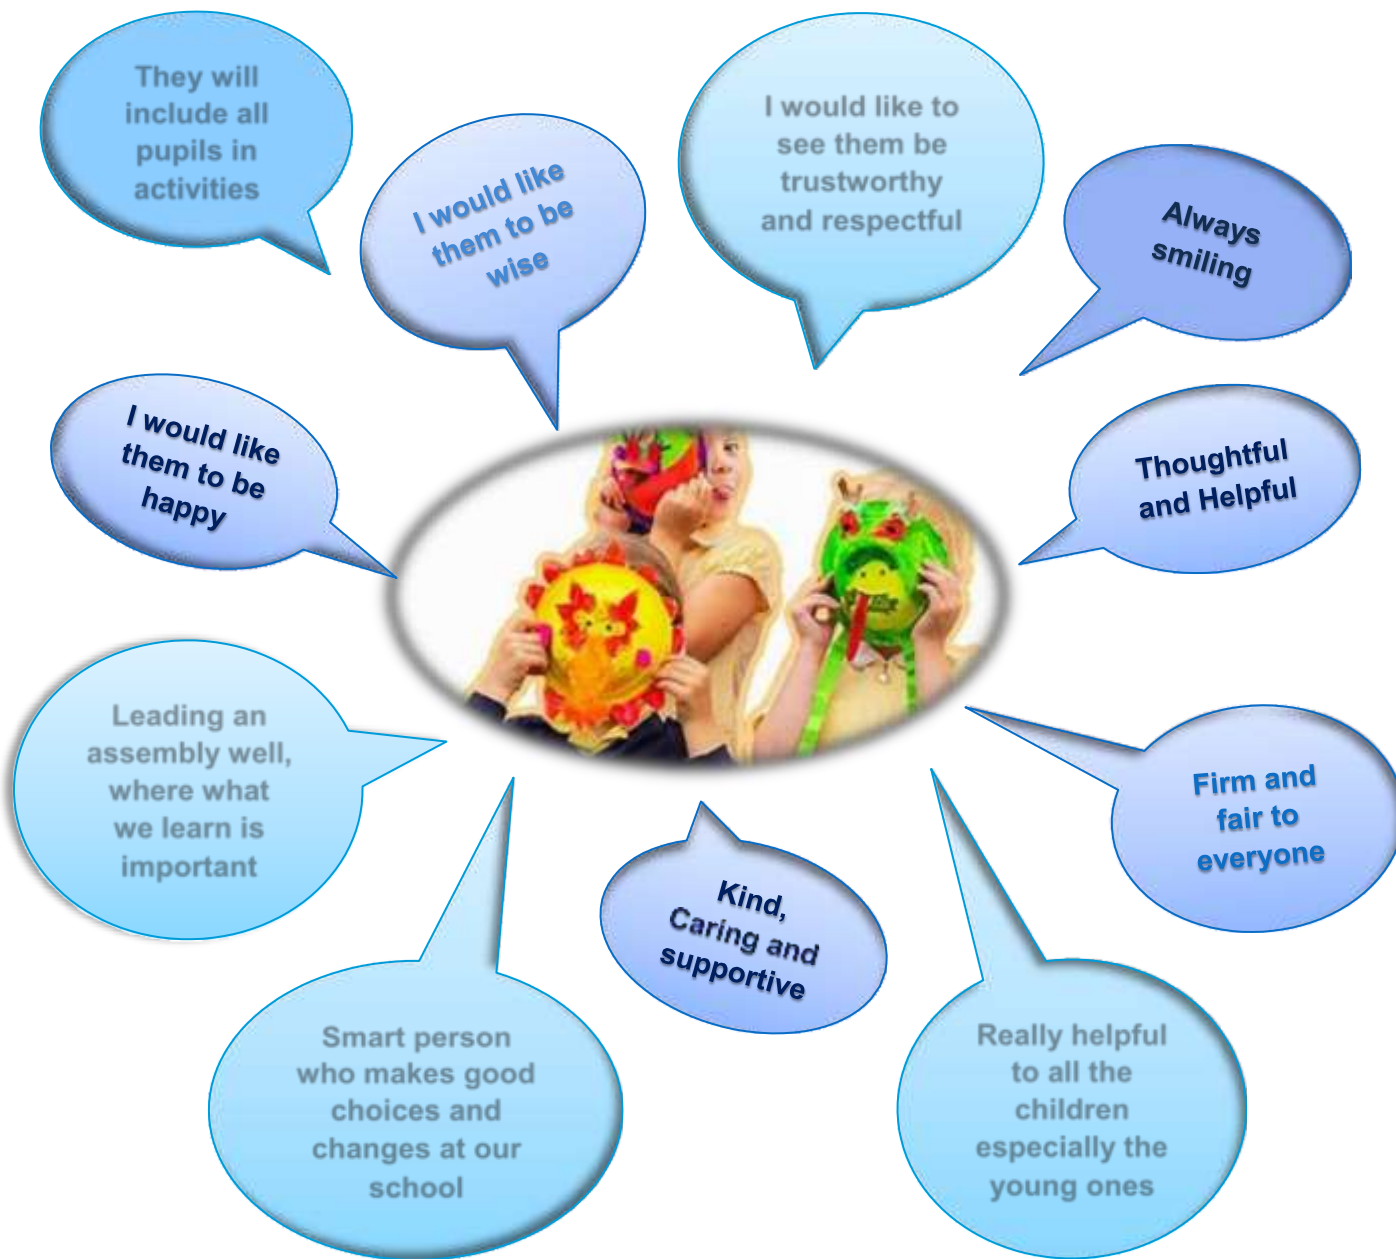 They will
include all
pupils in
activities
I would like
them to be
wise
I would like to
see them be
trustworthy
and respectful
Always
smiling
I would like
them to be
happy
Thoughtful
and Helpful
Leading an
assembly well,
where what
we learn is
important
Firm and
fair to
everyone
Kind,
Caring and
supportive
Smart person
who makes good
choices and
changes at our
school
Really helpful
to all the
children
especially the
young ones